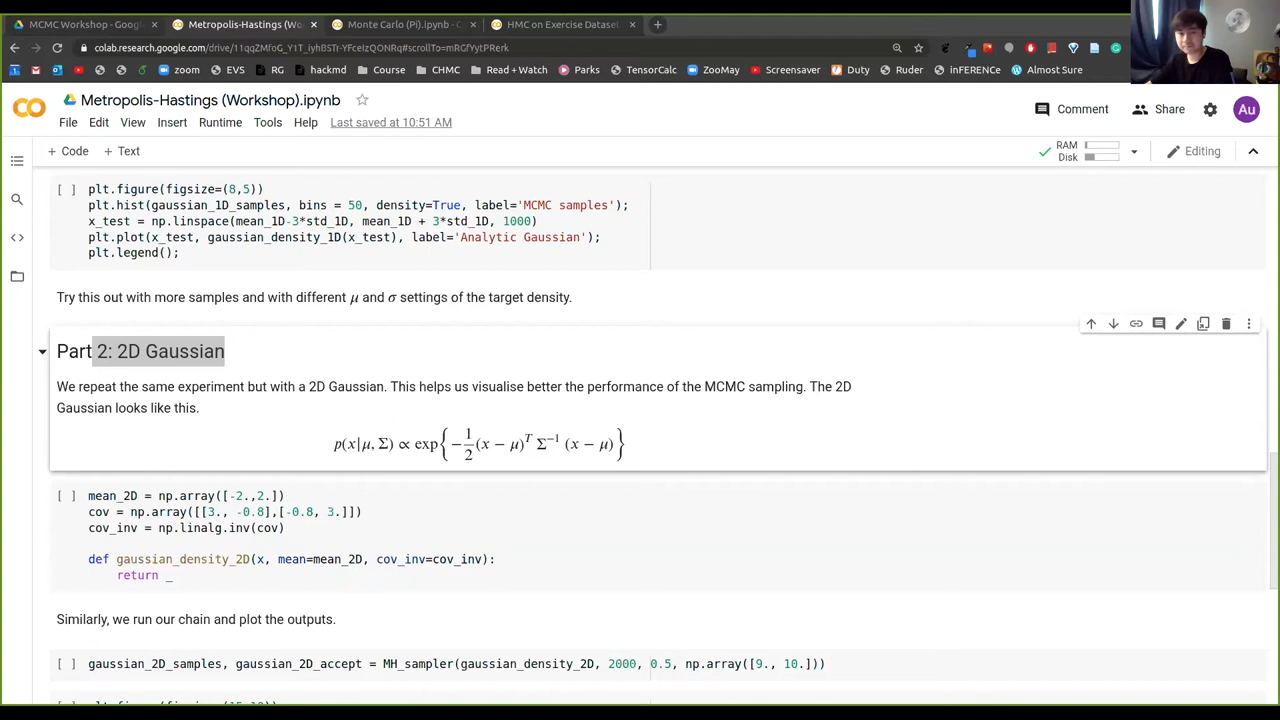 MCMC Workshop - Goog
Metropolis-Hastings (Wo
Monte Carlo (Pi).ipynb - C
HMC on Exercise Dataset
colab.research.google.com/drive/11qqZMFoG_Y1T_iyhBSTr-YFceIzQONRq#scrollTo=mRGfYytPRerk
zoom EVS RG hackmd Course CHMC Read + Watch Parks TensorCalc ZooMay Screensaver Duty Ruder inFERENCe Almost Sure
Metropolis-Hastings (Workshop).ipynb
Comment Share Au
File Edit View Insert Runtime Tools Help Last saved at 10:51 AM
+ Code + Text
RAM
Disk
Editing
[ ] plt.figure(figsize=(8,5))
plt.hist(gaussian_1D_samples, bins = 50, density=True, label='MCMC samples');
x_test = np.linspace(mean_1D-3*std_1D, mean_1D + 3*std_1D, 1000)
plt.plot(x_test, gaussian_density_1D(x_test), label='Analytic Gaussian');
plt.legend();
Try this out with more samples and with different μ and σ settings of the target density.
Part 2: 2D Gaussian
We repeat the same experiment but with a 2D Gaussian. This helps us visualise better the performance of the MCMC sampling. The 2D
Gaussian looks like this.
p(x|μ, Σ) ∝ exp{−1/2(x − μ)^T Σ^−1 (x − μ)}
[ ] mean_2D = np.array([-2.,2.])
cov = np.array([[3., -0.8],[-0.8, 3.]])
cov_inv = np.linalg.inv(cov)
def gaussian_density_2D(x, mean=mean_2D, cov_inv=cov_inv):
return _
Similarly, we run our chain and plot the outputs.
[ ] gaussian_2D_samples, gaussian_2D_accept = MH_sampler(gaussian_density_2D, 2000, 0.5, np.array([9., 10.]))